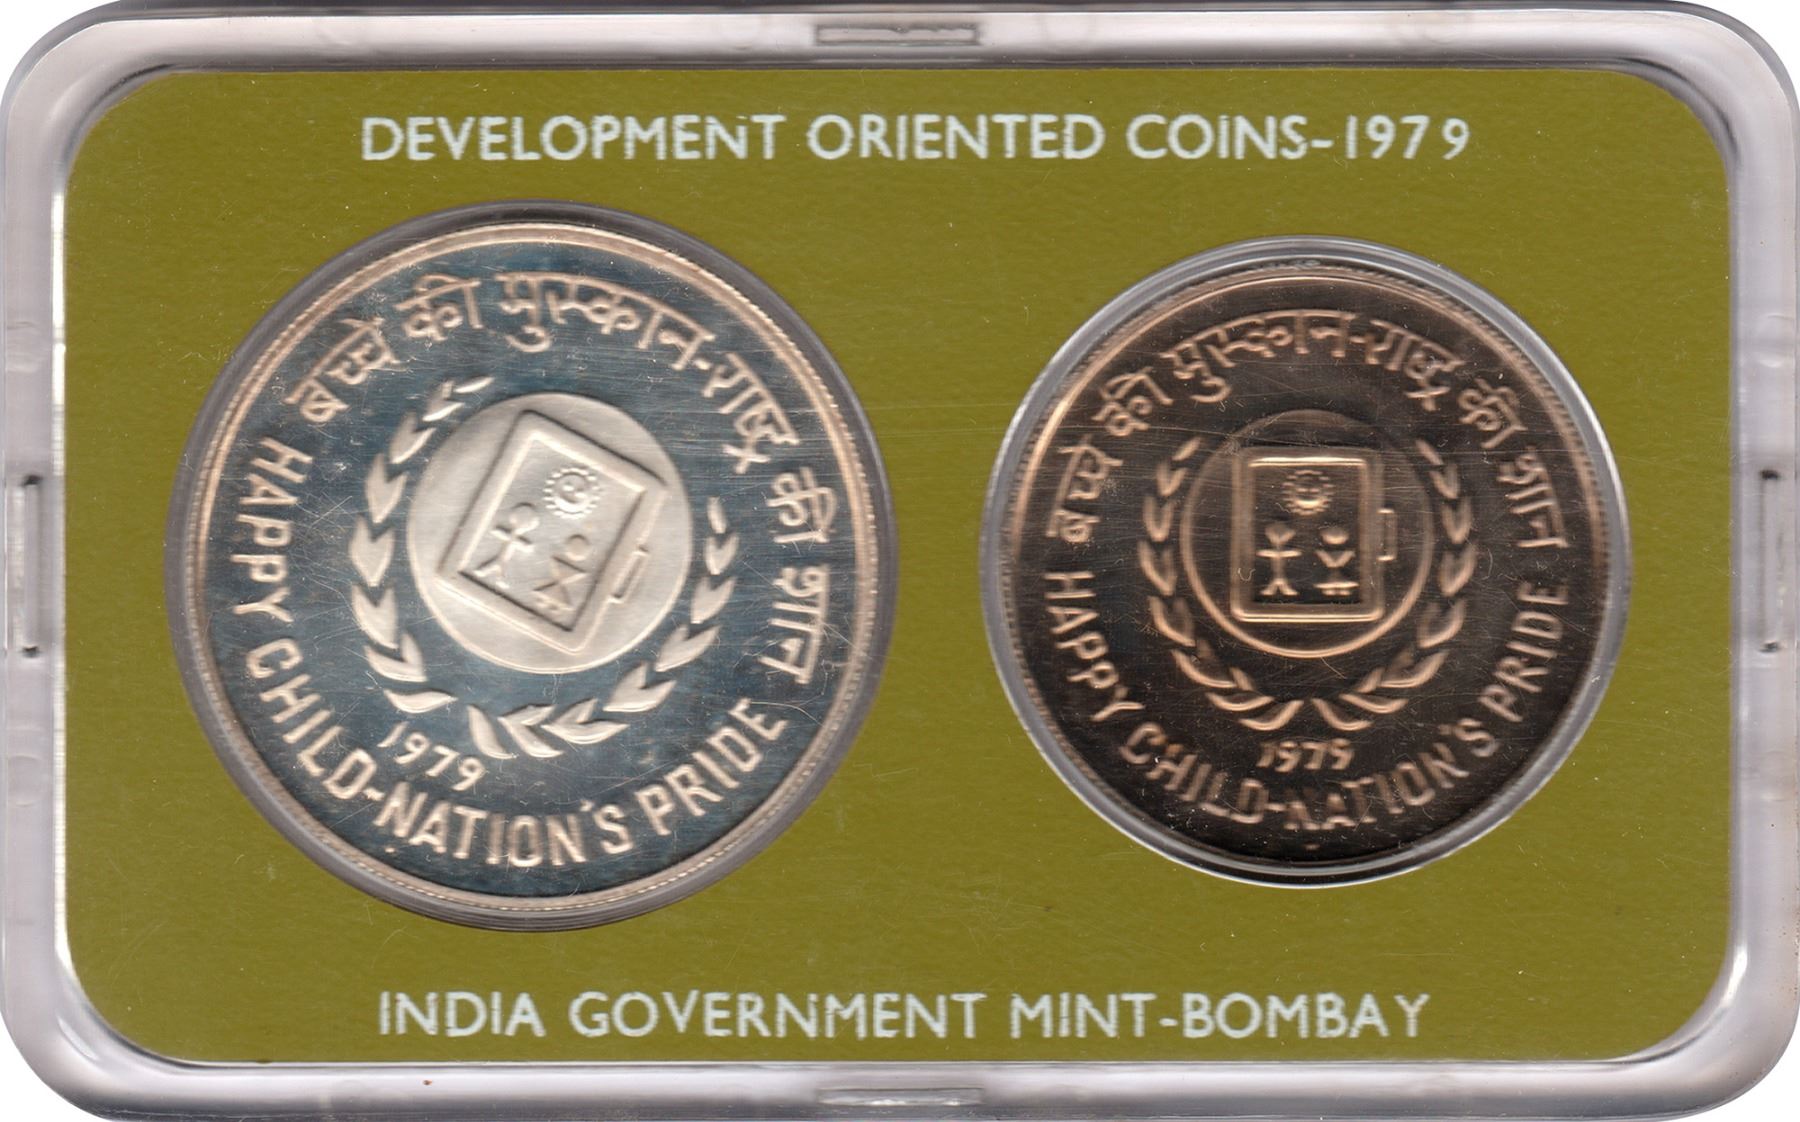 DEVELOPMENT ORIENTED COINS-1979
बच्चे की मुस्कान-राष्ट्र की शान
HAPPY CHILD-NATION'S PRIDE
1979
बच्चे की मुस्कान-राष्ट्र की शान
HAPPY CHILD-NATION'S PRIDE
1979
INDIA GOVERNMENT MINT-BOMBAY